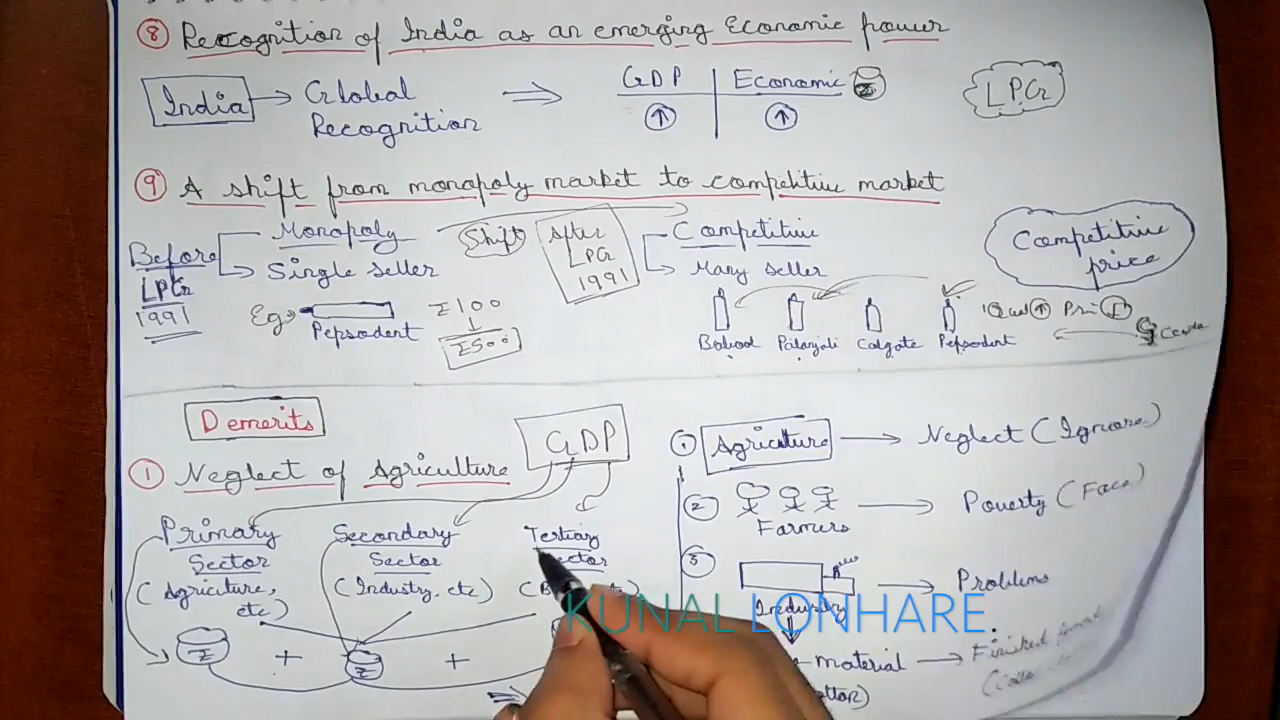 8 Recognition of India as an emerging Economic power
India → Global Recognition ⇒
GDP | Economic
↑ | ↑
LPG
9 A shift from monopoly market to competitive market
Before LPG 1991
Monopoly
Single seller
Shift
After LPG 1991
Competitive
Many seller
Competitive price
Eg → Pepsodent
₹100
↓
₹500
Babool Patanjali Colgate Pepsodent
Qual ↑ Pri ↓
Demerits
1 Neglect of Agriculture
GDP
Primary Sector
(Agriculture, etc)
Secondary Sector
(Industry, etc)
Tertiary
+ +
1 Agriculture → Neglect (Ignore)
2 Farmers → Poverty (Face)
3 Industry → Problems
material → Finished
KUNAL LONHARE